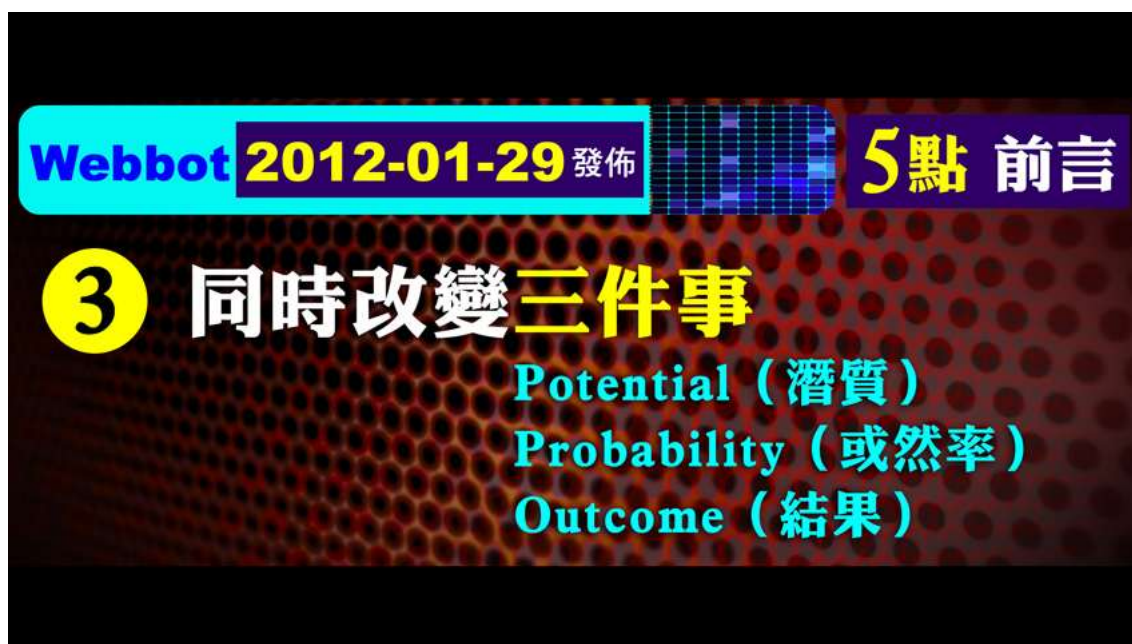 Webbot 2012-01-29 發佈
5點 前言
3 同時改變三件事
Potential（潛質）
Probability（或然率）
Outcome（結果）